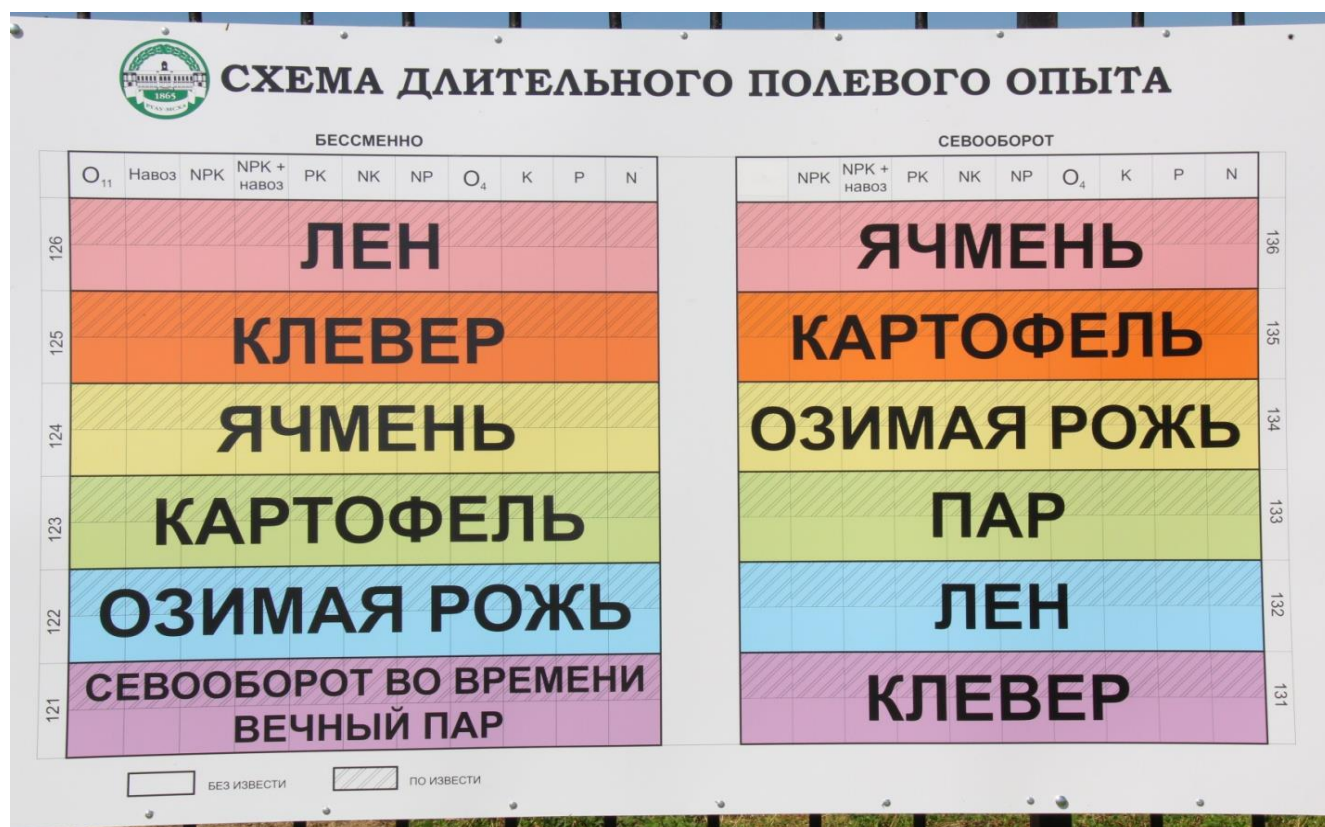 1865
СХЕМА ДЛИТЕЛЬНОГО ПОЛЕВОГО ОПЫТА
БЕССМЕННО
O₁₁ Навоз NPK NPK + навоз PK NK NP O₄ K P N
126 ЛЕН
125 КЛЕВЕР
124 ЯЧМЕНЬ
123 КАРТОФЕЛЬ
122 ОЗИМАЯ РОЖЬ
121 СЕВООБОРОТ ВО ВРЕМЕНИ
ВЕЧНЫЙ ПАР
СЕВООБОРОТ
NPK NPK + навоз PK NK NP O₄ K P N
ЯЧМЕНЬ 136
КАРТОФЕЛЬ 135
ОЗИМАЯ РОЖЬ 134
ПАР 133
ЛЕН 132
КЛЕВЕР 131
БЕЗ ИЗВЕСТИ
ПО ИЗВЕСТИ